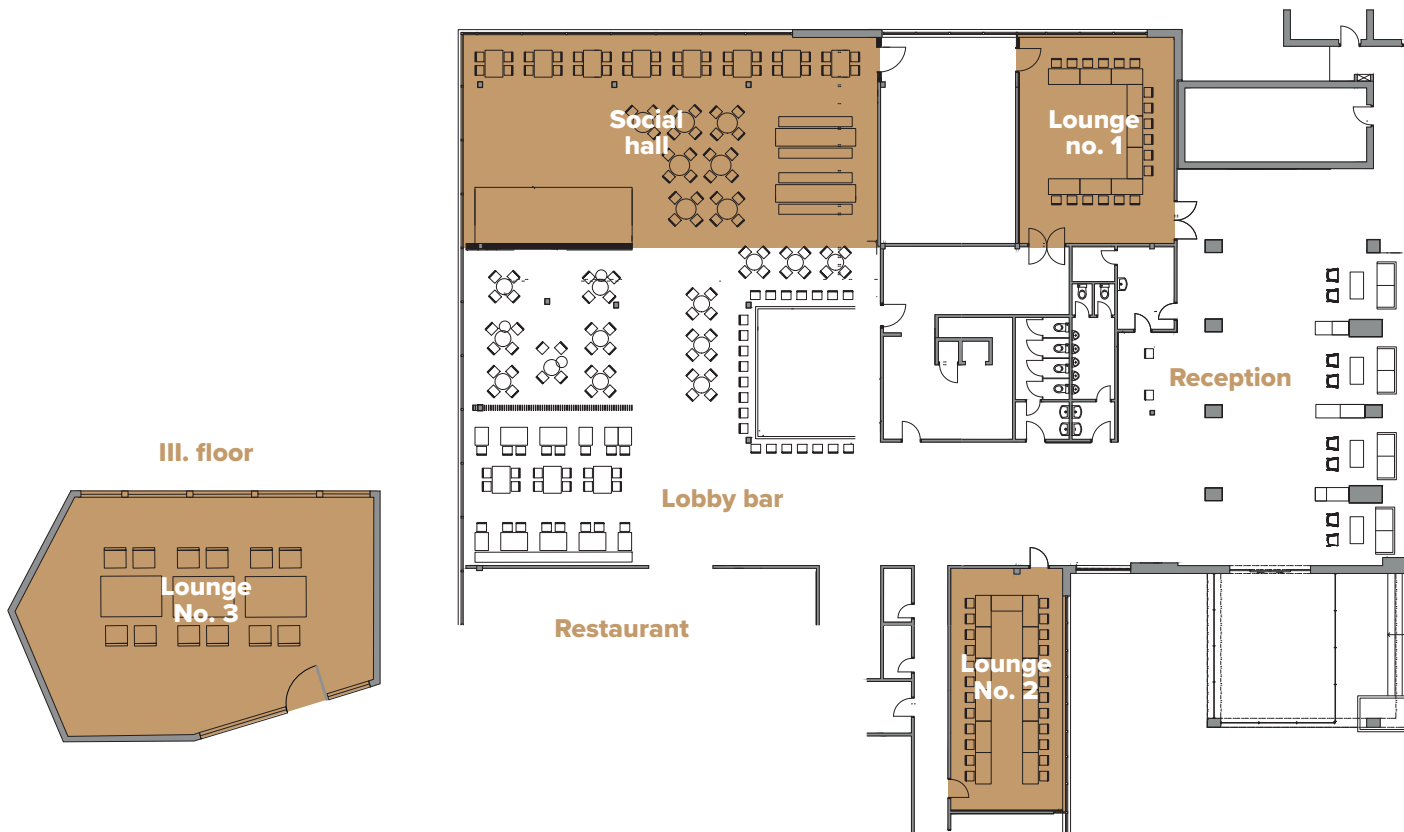 Social
hall
Lounge
no. 1
Reception
III. floor
Lobby bar
Lounge
No. 3
Restaurant
Lounge
No. 2